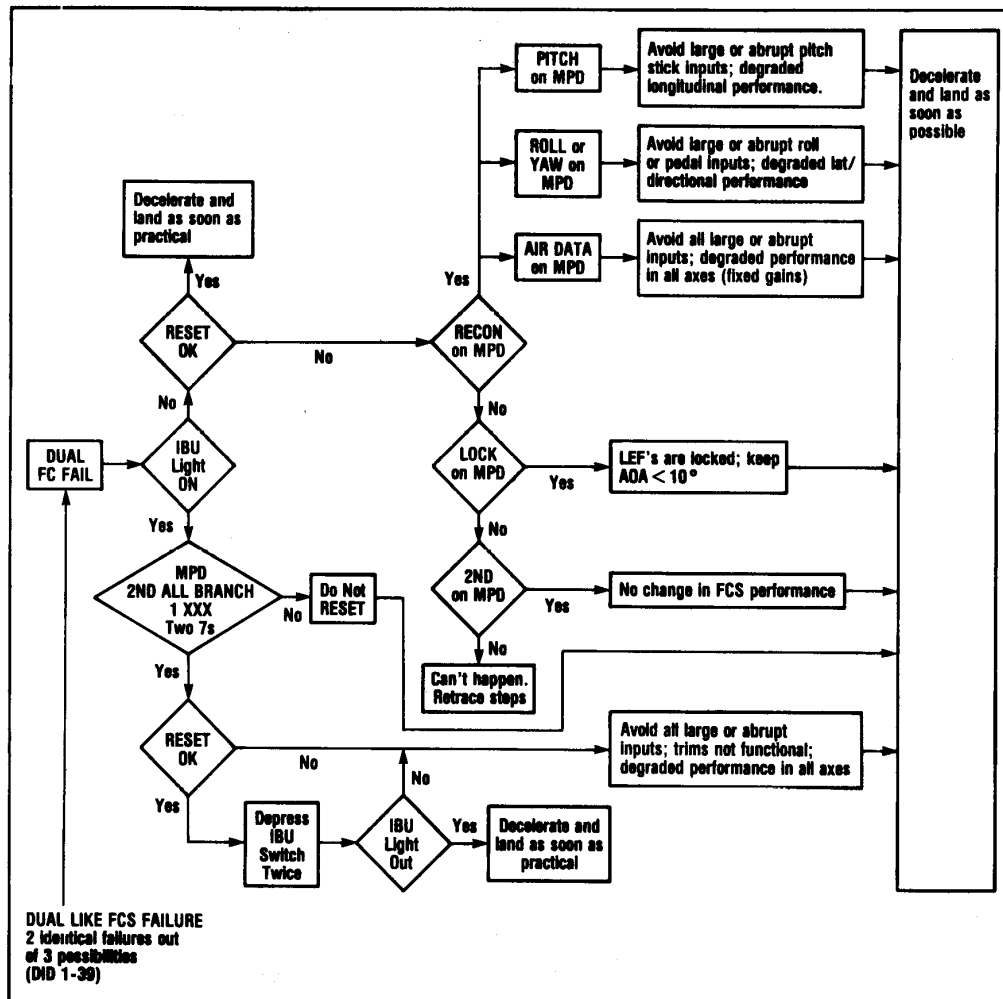 PITCH
on MPD
Avoid large or abrupt pitch
stick inputs; degraded
longitudinal performance.
Decelerate
and land as
soon as
possible
ROLL or
YAW on
MPD
Avoid large or abrupt roll
or pedal inputs; degraded lat/
directional performance
Decelerate and
land as soon as
practical
AIR DATA
on MPD
Avoid all large or abrupt
inputs; degraded performance
in all axes (fixed gains)
Yes
Yes
RESET
OK
No
RECON
on MPD
No
No
DUAL
FC FAIL
IBU
Light
ON
LOCK
on MPD
Yes
LEF's are locked; keep
AOA < 10°
Yes
No
MPD
2ND ALL BRANCH
1 XXX
Two 7s
No
Do Not
RESET
2ND
on MPD
Yes
No change in FCS performance
Yes
No
Can't happen.
Retrace steps
RESET
OK
No
Avoid all large or abrupt
inputs; trims not functional;
degraded performance in all axes
Yes
No
Depress
IBU
Switch
Twice
IBU
Light
Out
Yes
Decelerate and
land as soon as
practical
DUAL LIKE FCS FAILURE
2 identical failures out
of 3 possibilities
(DID 1-39)